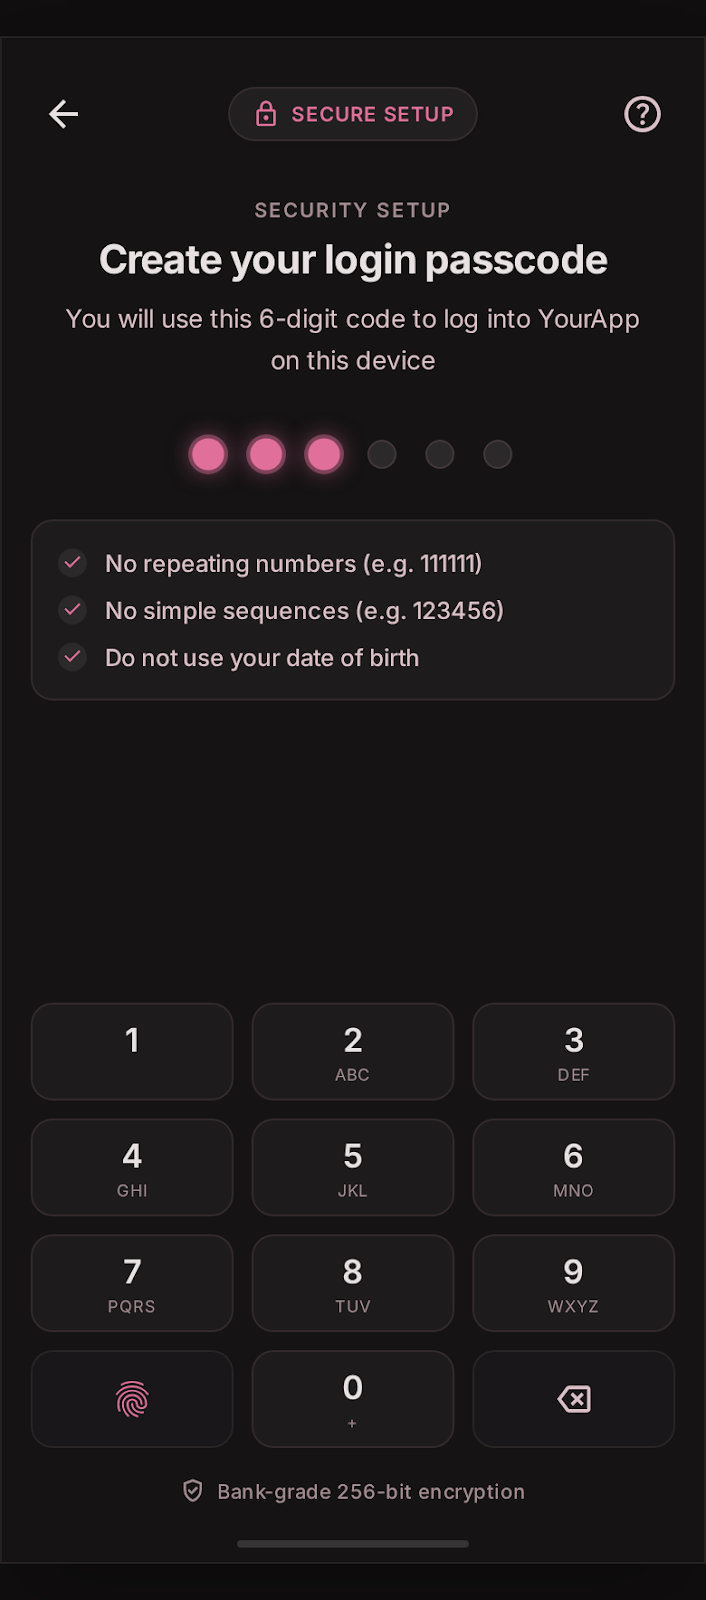 SECURE SETUP
SECURITY SETUP
Create your login passcode
You will use this 6-digit code to log into YourApp
on this device
No repeating numbers (e.g. 111111)
No simple sequences (e.g. 123456)
Do not use your date of birth
1
2
3
ABC
DEF
4
5
6
GHI
JKL
MNO
7
8
9
PQRS
TUV
WXYZ
0
+
Bank-grade 256-bit encryption